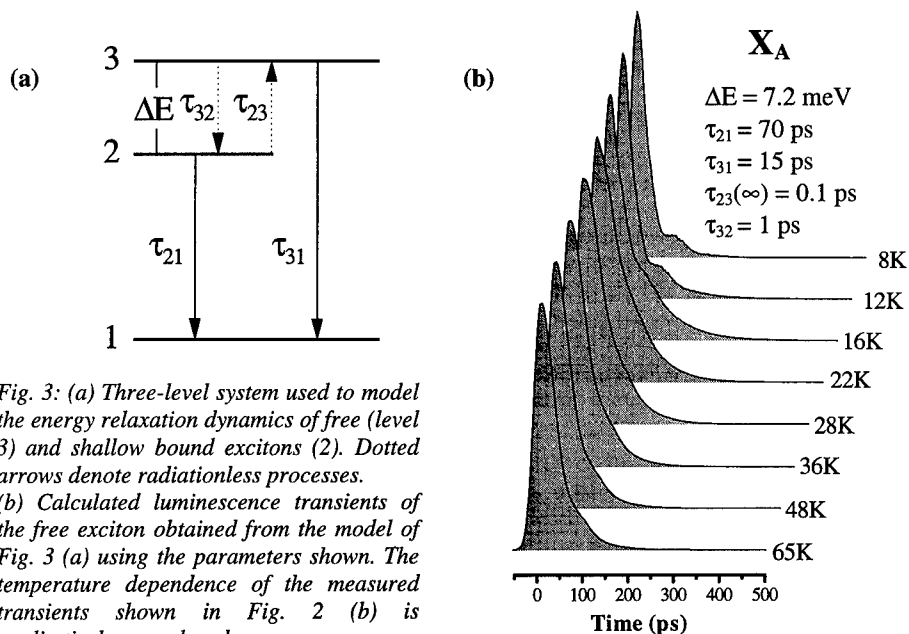 (a)
3
ΔE τ32 τ23
2
τ21 τ31
1
Fig. 3: (a) Three-level system used to model
the energy relaxation dynamics of free (level
3) and shallow bound excitons (2). Dotted
arrows denote radiationless processes.
(b) Calculated luminescence transients of
the free exciton obtained from the model of
Fig. 3 (a) using the parameters shown. The
temperature dependence of the measured
transients shown in Fig. 2 (b) is
(b)
X_A
ΔE = 7.2 meV
τ21 = 70 ps
τ31 = 15 ps
τ23(∞) = 0.1 ps
τ32 = 1 ps
8K
12K
16K
22K
28K
36K
48K
65K
0 100 200 300 400 500
Time (ps)